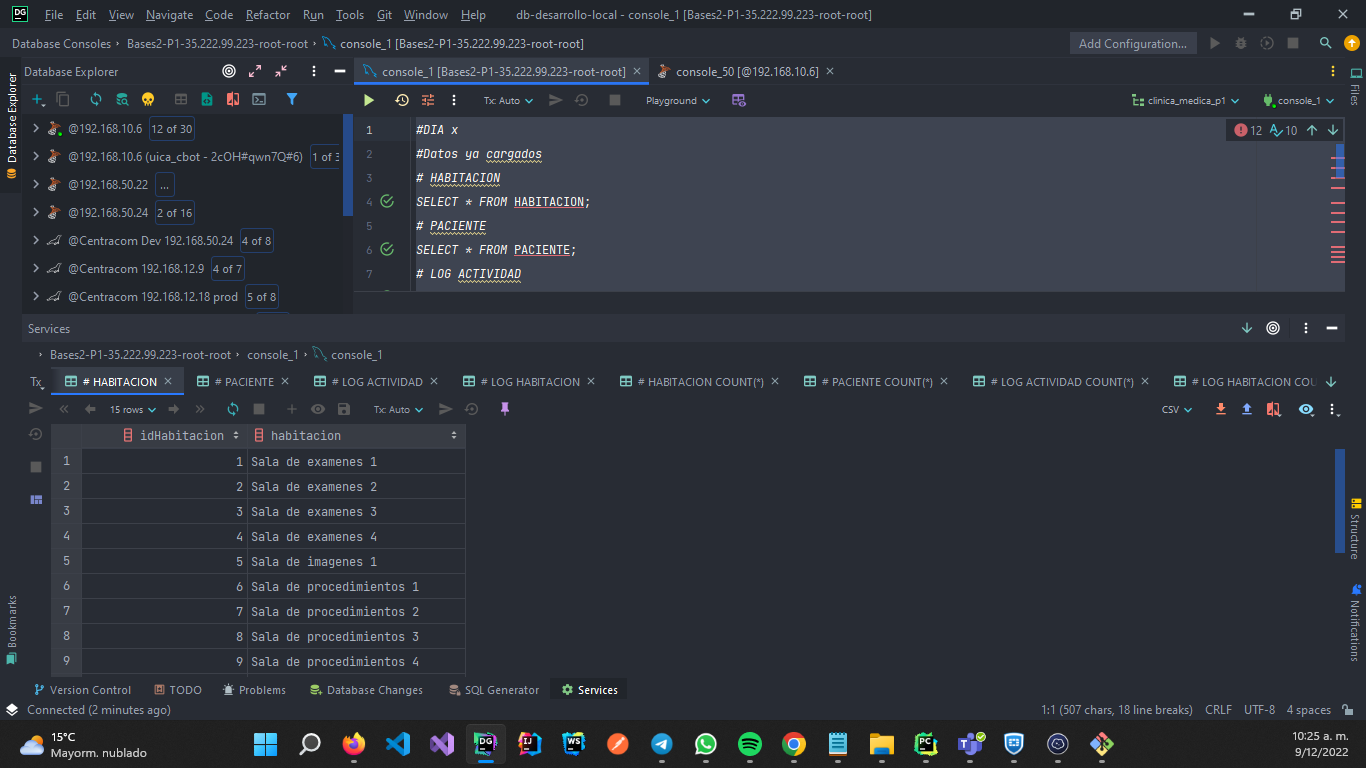 DG File Edit View Navigate Code Refactor Run Tools Git Window Help db-desarrollo-local - console_1 [Bases2-P1-35.222.99.223-root-root]
Database Consoles › Bases2-P1-35.222.99.223-root-root › console_1 [Bases2-P1-35.222.99.223-root-root] Add Configuration...
Database Explorer
Database Explorer
console_1 [Bases2-P1-35.222.99.223-root-root] console_50 [@192.168.10.6]
Files
Tx: Auto Playground clinica_medica_p1 console_1
@192.168.10.6 12 of 30
@192.168.10.6 (uica_cbot - 2cOH#qwn7Q#6) 1 of 3
@192.168.50.22 ...
@192.168.50.24 2 of 16
@Centracom Dev 192.168.50.24 4 of 8
@Centracom 192.168.12.9 4 of 7
@Centracom 192.168.12.18 prod 5 of 8
1 #DIA x
12 10
2 #Datos ya cargados
3 # HABITACION
4 SELECT * FROM HABITACION;
5 # PACIENTE
6 SELECT * FROM PACIENTE;
7 # LOG ACTIVIDAD
Services
Bases2-P1-35.222.99.223-root-root › console_1 › console_1
Tx # HABITACION # PACIENTE # LOG ACTIVIDAD # LOG HABITACION # HABITACION COUNT(*) # PACIENTE COUNT(*) # LOG ACTIVIDAD COUNT(*) # LOG HABITACION COU
15 rows Tx: Auto CSV
idHabitacion habitacion
1 1 Sala de examenes 1
2 2 Sala de examenes 2
3 3 Sala de examenes 3
4 4 Sala de examenes 4
5 5 Sala de imagenes 1
6 6 Sala de procedimientos 1
7 7 Sala de procedimientos 2
8 8 Sala de procedimientos 3
9 9 Sala de procedimientos 4
Structure
Notifications
Bookmarks
Version Control TODO Problems Database Changes SQL Generator Services
Connected (2 minutes ago) 1:1 (507 chars, 18 line breaks) CRLF UTF-8 4 spaces
15°C
Mayorm. nublado
DG IJ WS PC
10:25 a. m.
9/12/2022